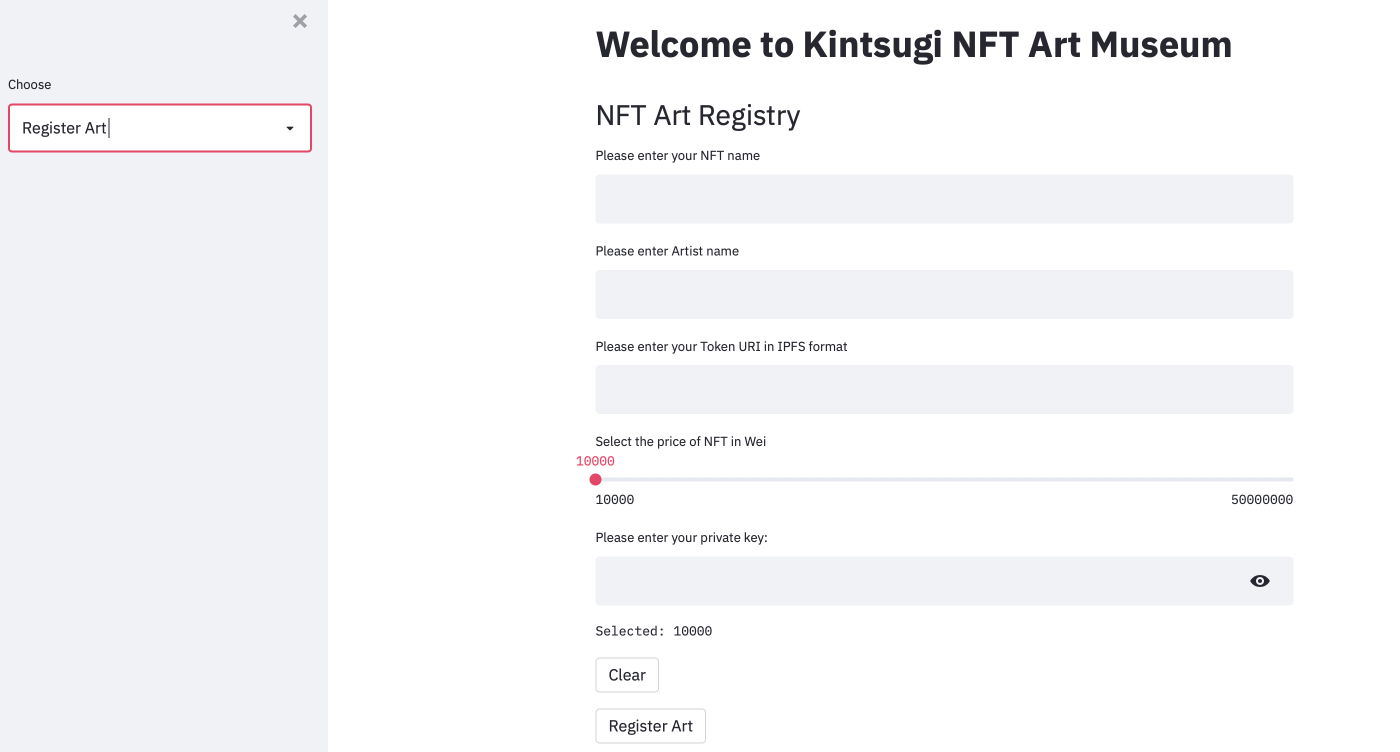 Choose
Register Art
Welcome to Kintsugi NFT Art Museum
NFT Art Registry
Please enter your NFT name
Please enter Artist name
Please enter your Token URI in IPFS format
Select the price of NFT in Wei
10000
10000 50000000
Please enter your private key:
Selected: 10000
Clear
Register Art